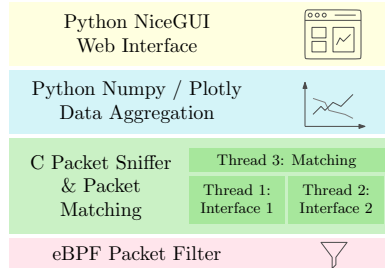 Python NiceGUI
Web Interface
Python Numpy / Plotly
Data Aggregation
C Packet Sniffer
& Packet
Matching
Thread 3: Matching
Thread 1:
Interface 1
Thread 2:
Interface 2
eBPF Packet Filter